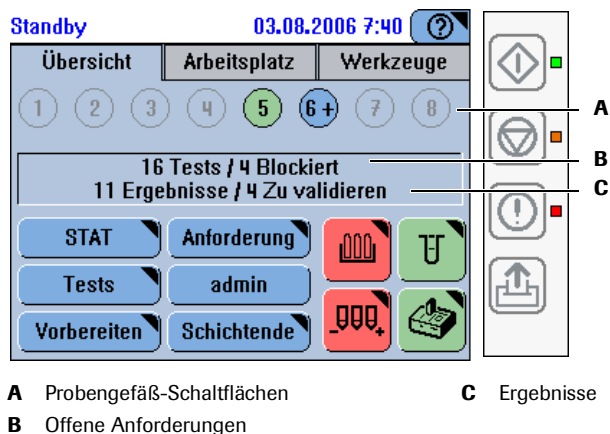 Standby 03.08.2006 7:40 ?
Übersicht Arbeitsplatz Werkzeuge
1 2 3 4 5 6+ 7 8
A
16 Tests / 4 Blockiert
B
11 Ergebnisse / 4 Zu validieren
C
STAT Anforderung
Tests admin
Vorbereiten Schichtende
A Probengefäß-Schaltflächen C Ergebnisse
B Offene Anforderungen